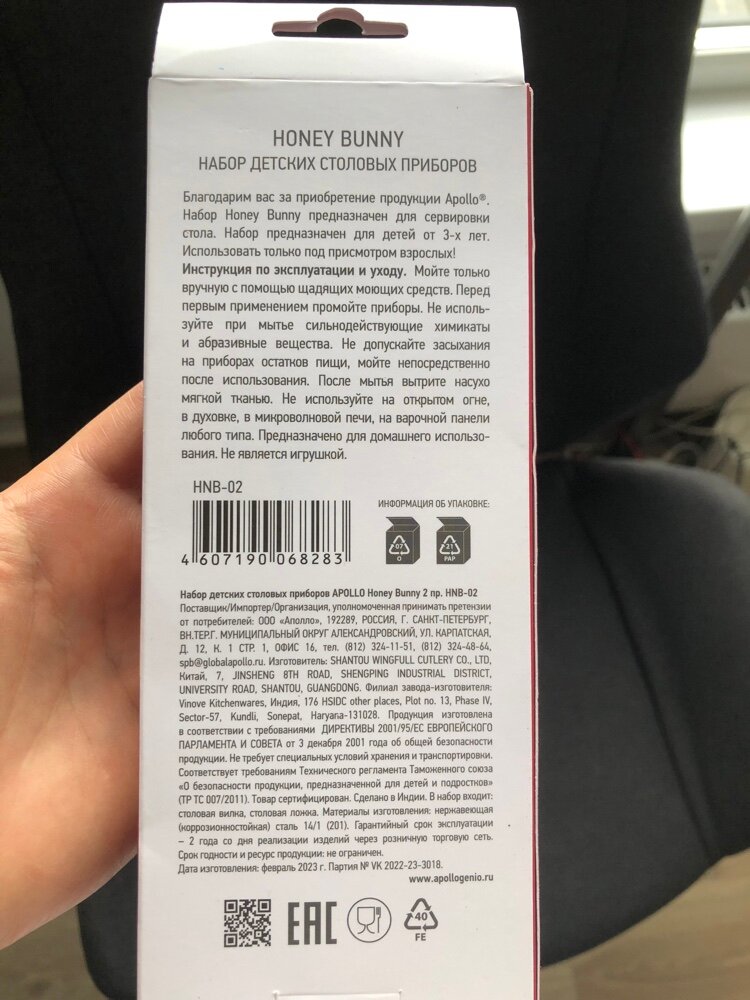 HONEY BUNNY
НАБОР ДЕТСКИХ СТОЛОВЫХ ПРИБОРОВ
Благодарим вас за приобретение продукции Apollo®.
Набор Honey Bunny предназначен для сервировки
стола. Набор предназначен для детей от 3-х лет.
Использовать только под присмотром взрослых!
Инструкция по эксплуатации и уходу. Мойте только
вручную с помощью щадящих моющих средств. Перед
первым применением промойте приборы. Не исполь-
зуйте при мытье сильнодействующие химикаты
и абразивные вещества. Не допускайте засыхания
на приборах остатков пищи, мойте непосредственно
после использования. После мытья вытрите насухо
мягкой тканью. Не используйте на открытом огне,
в духовке, в микроволновой печи, на варочной панели
любого типа. Предназначено для домашнего использо-
вания. Не является игрушкой.
HNB-02
ИНФОРМАЦИЯ ОБ УПАКОВКЕ:
07
O
21
PAP
4 607190 068283
Набор детских столовых приборов APOLLO Honey Bunny 2 пр. HNB-02
Поставщик/Импортер/Организация, уполномоченная принимать претензии
от потребителей: ООО «Аполло», 192289, РОССИЯ, Г. САНКТ-ПЕТЕРБУРГ,
ВН.ТЕР.Г. МУНИЦИПАЛЬНЫЙ ОКРУГ АЛЕКСАНДРОВСКИЙ, УЛ. КАРПАТСКАЯ,
Д. 12, К. 1 СТР. 1, ОФИС 16, тел. (812) 324-11-51, (812) 324-48-64,
spb@globalapollo.ru. Изготовитель: SHANTOU WINGFULL CUTLERY CO., LTD,
Китай, 7, JINSHENG 8TH ROAD, SHENGPING INDUSTRIAL DISTRICT,
UNIVERSITY ROAD, SHANTOU, GUANGDONG. Филиал завода-изготовителя:
Vinove Kitchenwares, Индия, 176 HSIDC other places, Plot no. 13, Phase IV,
Sector-57, Kundli, Sonepat, Haryana-131028. Продукция изготовлена
в соответствии с требованиями ДИРЕКТИВЫ 2001/95/ЕС ЕВРОПЕЙСКОГО
ПАРЛАМЕНТА И СОВЕТА от 3 декабря 2001 года об общей безопасности
продукции. Не требует специальных условий хранения и транспортировки.
Соответствует требованиям Технического регламента Таможенного союза
«О безопасности продукции, предназначенной для детей и подростков»
(ТР ТС 007/2011). Товар сертифицирован. Сделано в Индии. В набор входит:
столовая вилка, столовая ложка. Материалы изготовления: нержавеющая
(коррозионностойкая) сталь 14/1 (201). Гарантийный срок эксплуатации
– 2 года со дня реализации изделий через розничную торговую сеть.
Срок годности и ресурс продукции: не ограничен.
Дата изготовления: февраль 2023 г. Партия № VK 2022-23-3018.
www.apollogenio.ru
EAC
40
FE